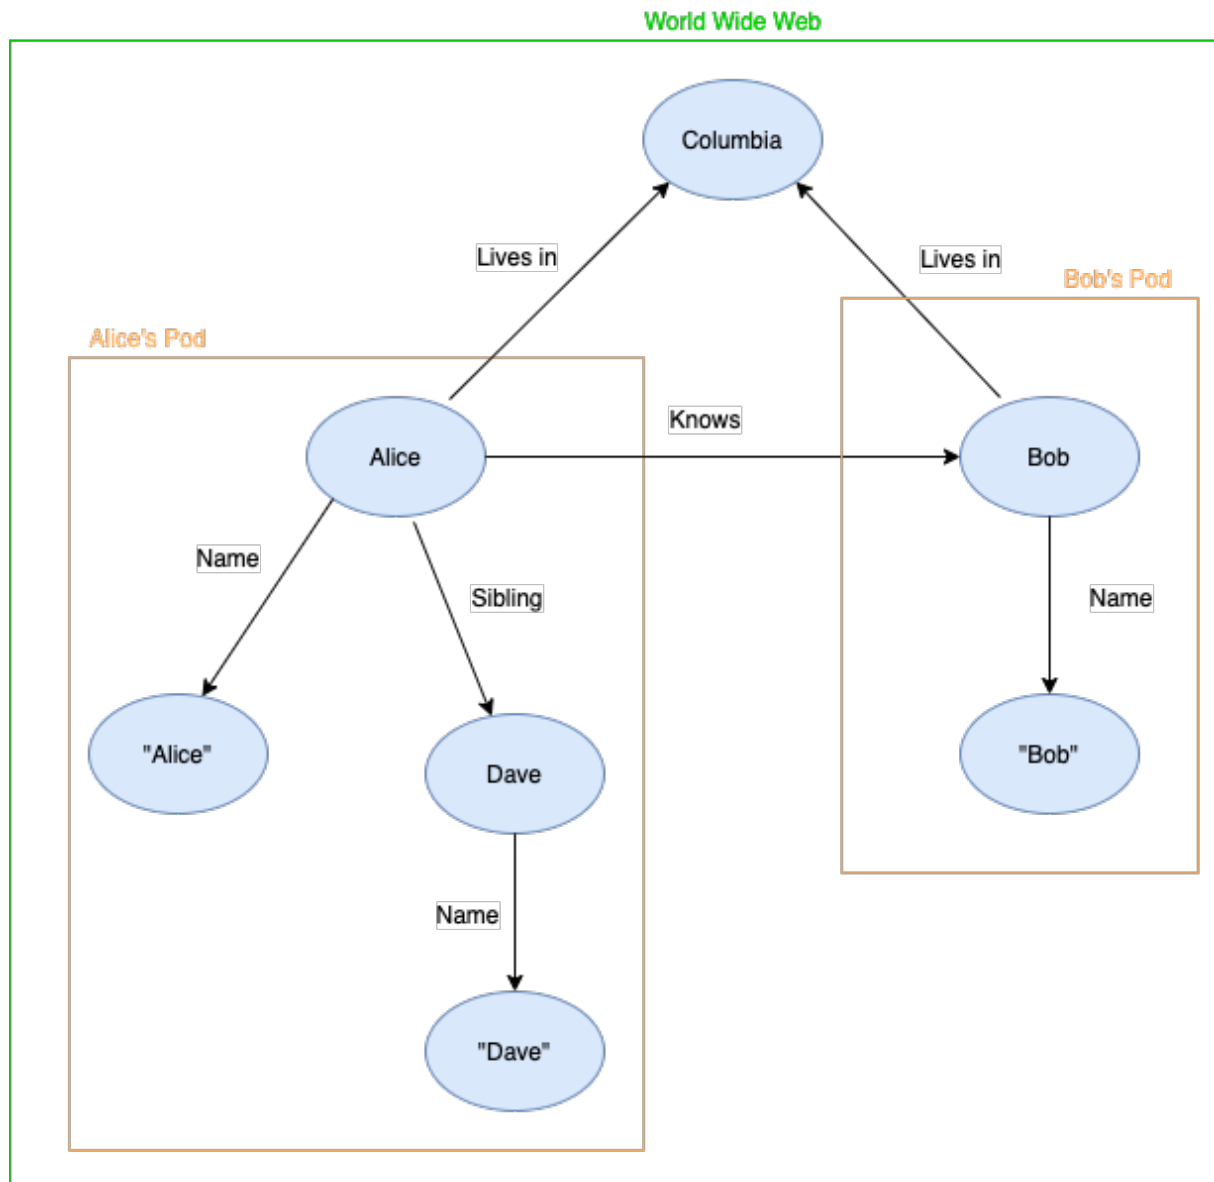 World Wide Web
Columbia
Lives in
Lives in
Bob's Pod
Alice's Pod
Knows
Alice
Bob
Name
Sibling
Name
"Alice"
Dave
"Bob"
Name
"Dave"